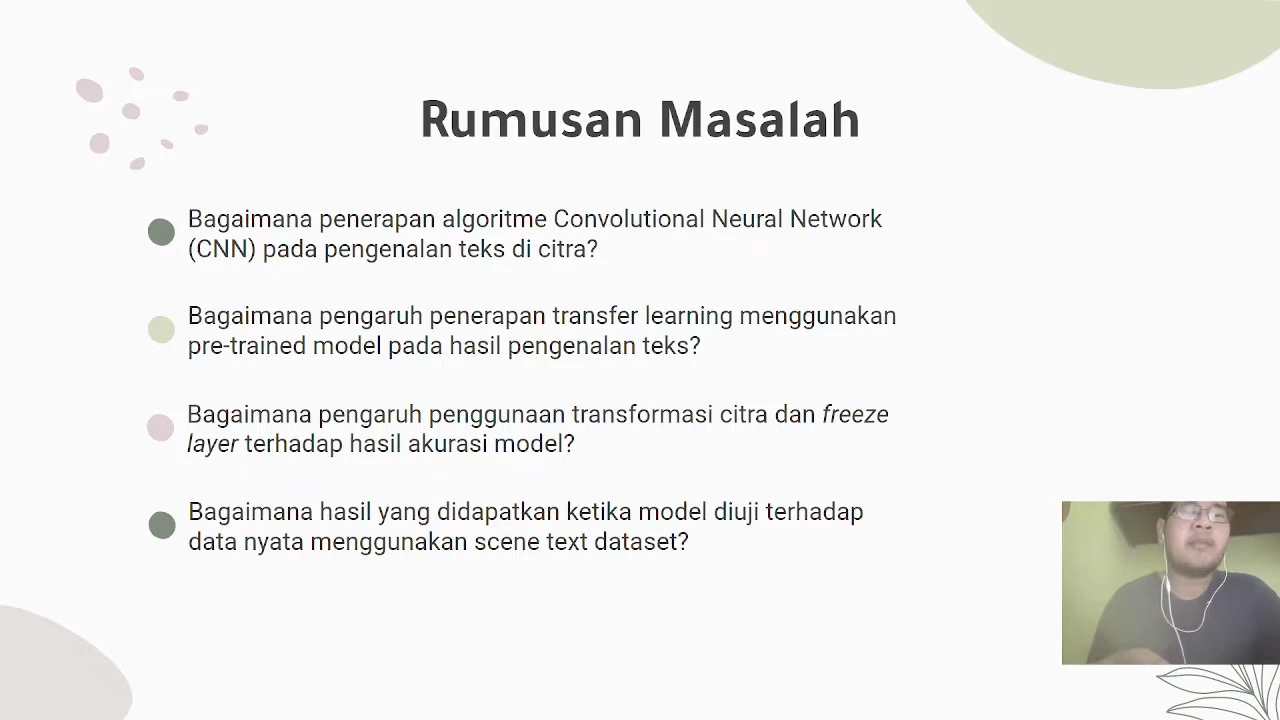 Rumusan Masalah
Bagaimana penerapan algoritme Convolutional Neural Network
(CNN) pada pengenalan teks di citra?
Bagaimana pengaruh penerapan transfer learning menggunakan
pre-trained model pada hasil pengenalan teks?
Bagaimana pengaruh penggunaan transformasi citra dan freeze
layer terhadap hasil akurasi model?
Bagaimana hasil yang didapatkan ketika model diuji terhadap
data nyata menggunakan scene text dataset?